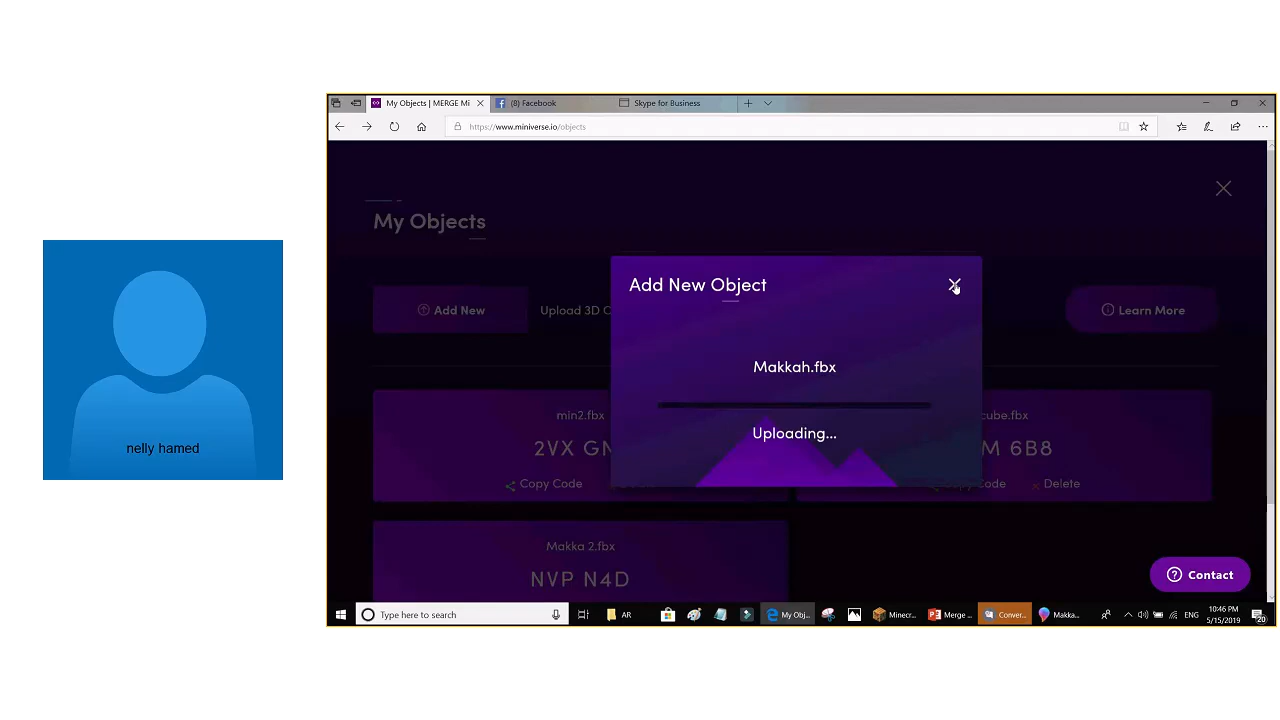 My Objects | MERGE Mi
(8) Facebook
Skype for Business
https://www.miniverse.io/objects
My Objects
Add New
Upload 3D
Learn More
Add New Object
Makkah.fbx
Uploading...
min2.fbx
2VX
Copy Code
cube.fbx
6B8
Copy Code
Delete
Makka 2.fbx
NVP N4D
Contact
nelly hamed
Type here to search
AR
My Obj...
Minecr...
Merge ...
Conver...
Makka...
ENG
10:46 PM
5/15/2019
20